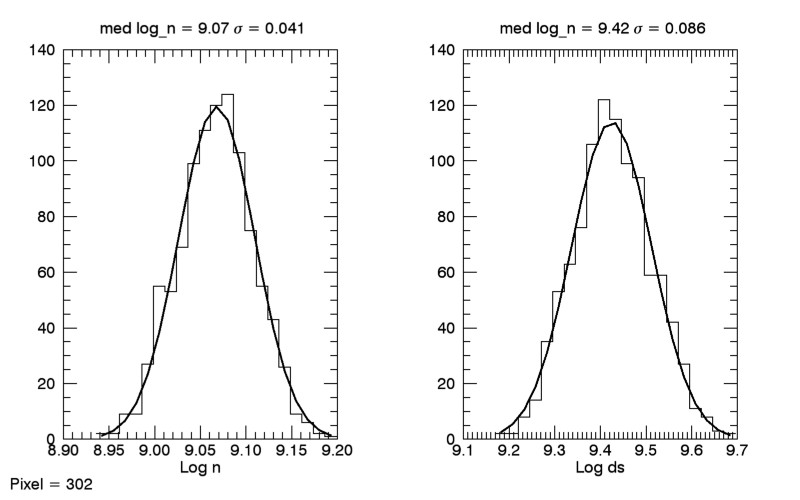 med log_n = 9.07 σ = 0.041
140
120
100
80
60
40
20
0
8.90 8.95 9.00 9.05 9.10 9.15 9.20
Log n
med log_n = 9.42 σ = 0.086
140
120
100
80
60
40
20
0
9.1 9.2 9.3 9.4 9.5 9.6 9.7
Log ds
Pixel = 302